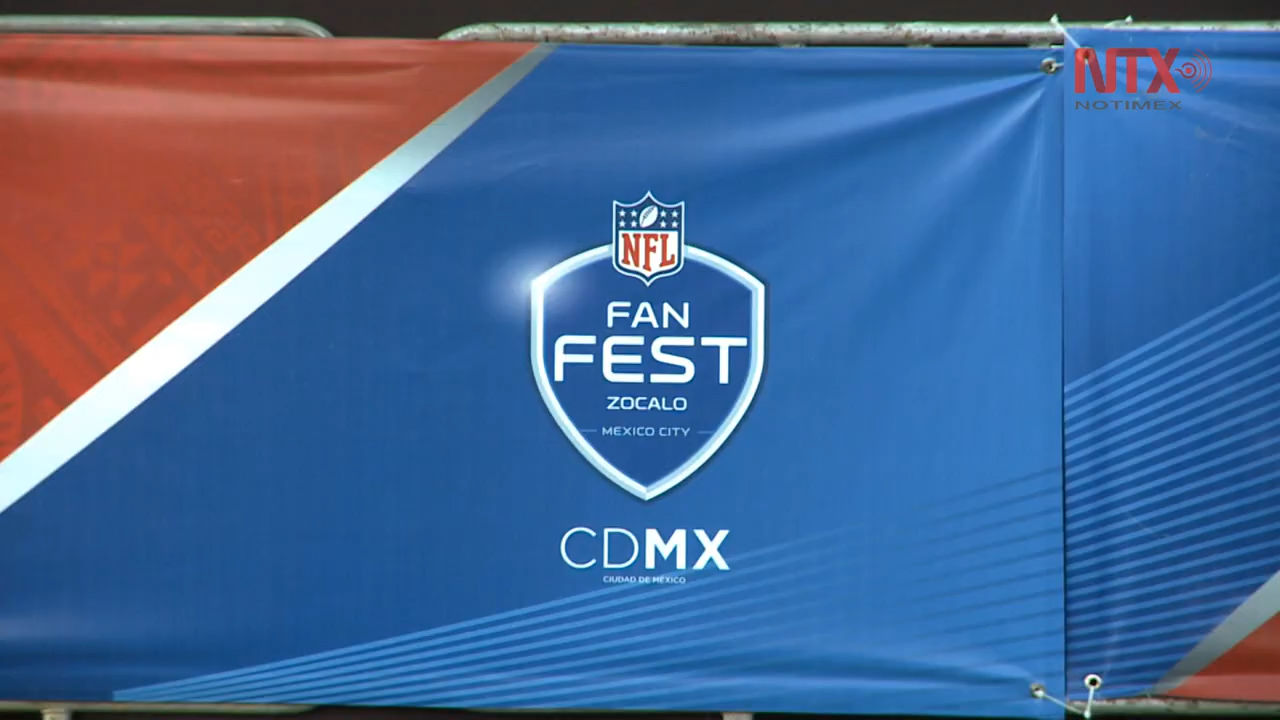 NTX
NOTIMEX
NFL
FAN
FEST
ZOCALO
MEXICO CITY
CDMX
CIUDAD DE MÉXICO